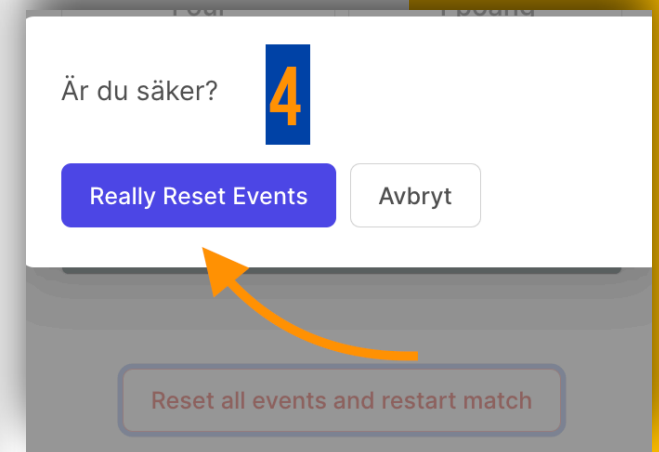 Är du säker?
4
Really Reset Events
Avbryt
Reset all events and restart match